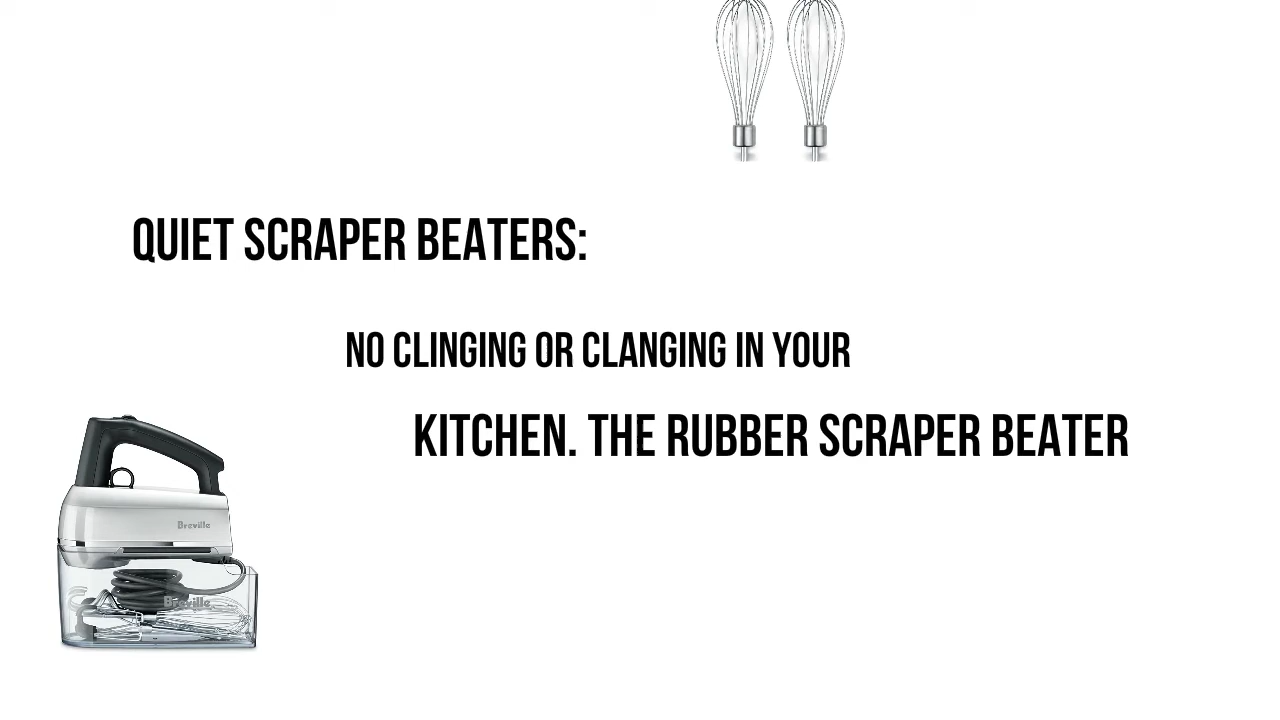 QUIET SCRAPER BEATERS:
NO CLINGING OR CLANGING IN YOUR
KITCHEN. THE RUBBER SCRAPER BEATER
Breville
Breville